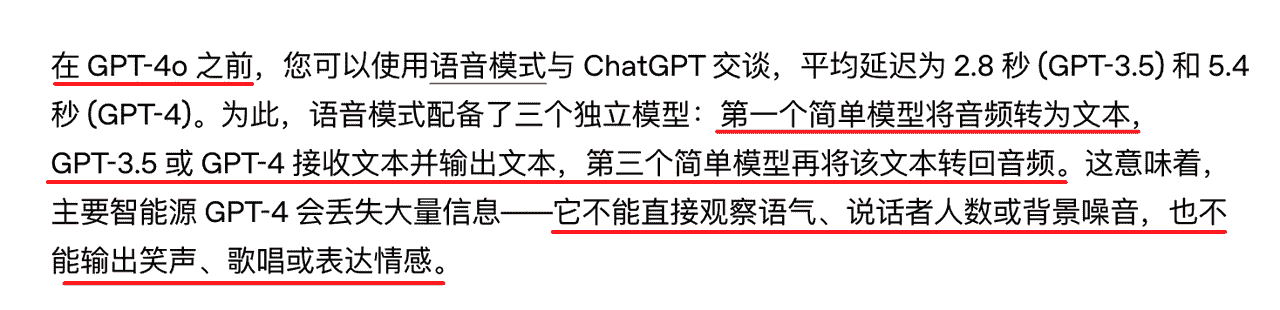 在 GPT-4o 之前，您可以使用语音模式与 ChatGPT 交谈，平均延迟为 2.8 秒 (GPT-3.5) 和 5.4
秒 (GPT-4)。为此，语音模式配备了三个独立模型：第一个简单模型将音频转为文本，
GPT-3.5 或 GPT-4 接收文本并输出文本，第三个简单模型再将该文本转回音频。这意味着，
主要智能源 GPT-4 会丢失大量信息——它不能直接观察语气、说话者人数或背景噪音，也不
能输出笑声、歌唱或表达情感。